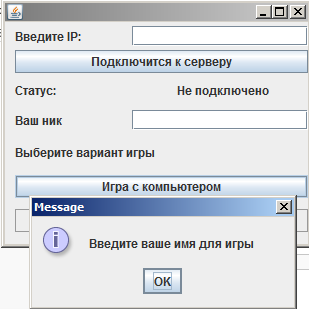 Введите IP:
Подключится к серверу
Статус: Не подключено
Ваш ник
Выберите вариант игры
Игра с компьютером
Message
Введите ваше имя для игры
OK